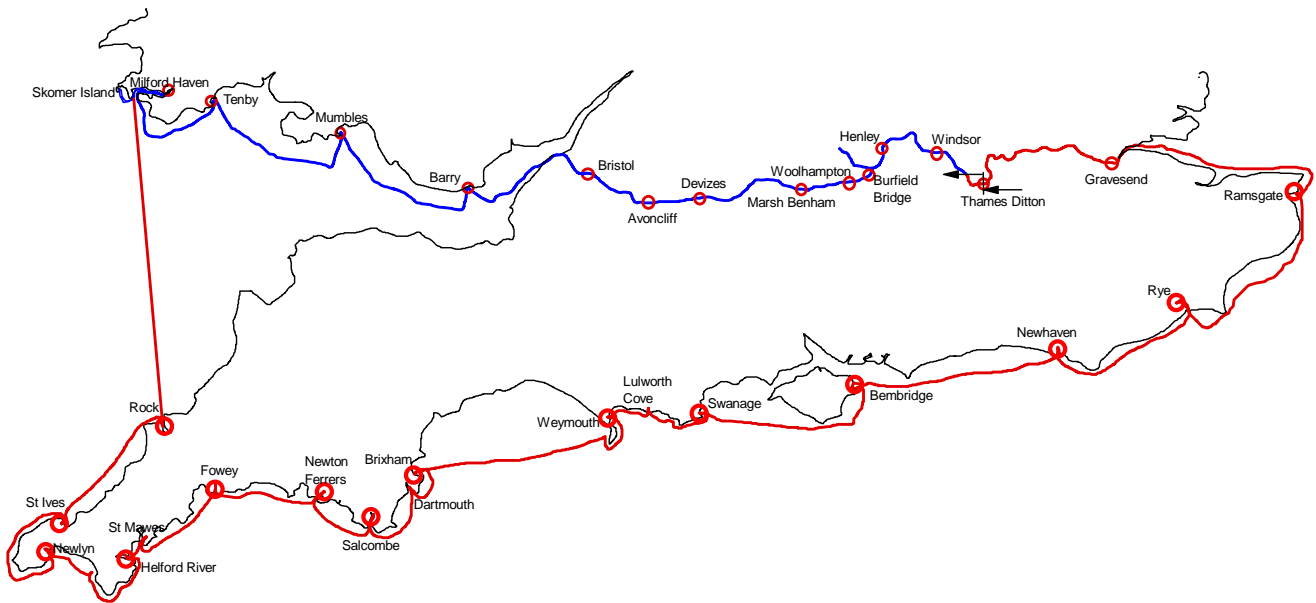 Milford Haven
Skomer Island
Tenby
Mumbles
Barry
Bristol
Avoncliff
Devizes
Woolhampton
Marsh Benham
Henley
Burfield
Bridge
Windsor
Thames Ditton
Gravesend
Ramsgate
Rye
Newhaven
Bembridge
Swanage
Lulworth
Cove
Weymouth
Brixham
Dartmouth
Salcombe
Newton
Ferrers
Fowey
St Mawes
Helford River
Newlyn
St Ives
Rock